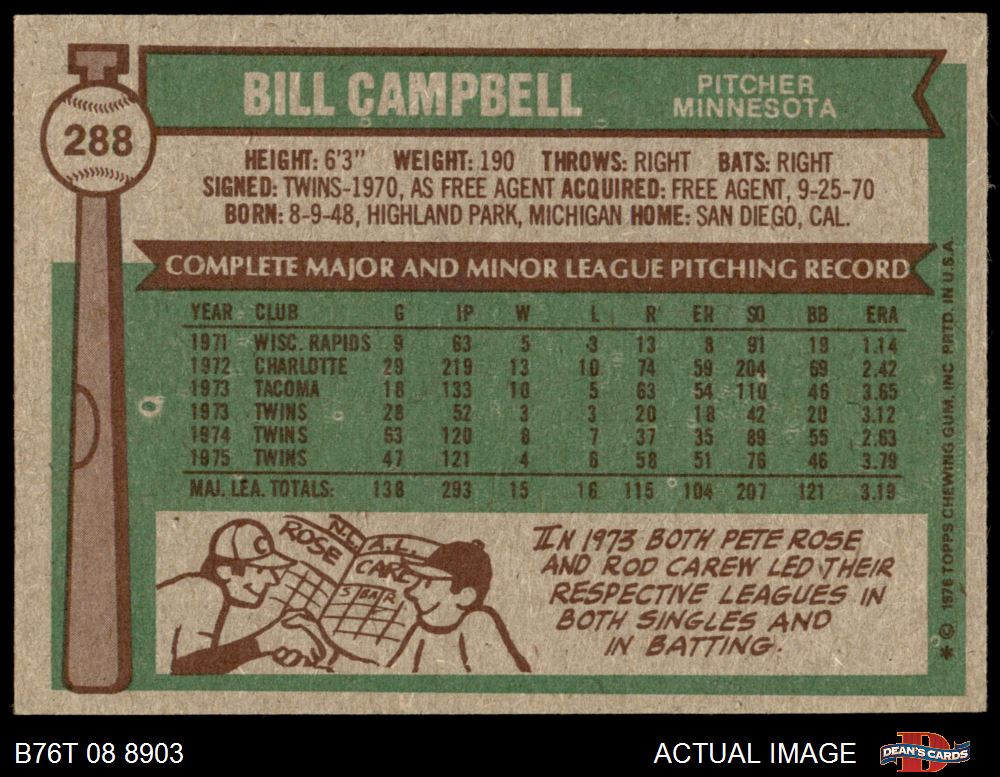 288
BILL CAMPBELL
PITCHER
MINNESOTA
HEIGHT: 6'3" WEIGHT: 190 THROWS: RIGHT BATS: RIGHT
SIGNED: TWINS-1970, AS FREE AGENT ACQUIRED: FREE AGENT, 9-25-70
BORN: 8-9-48, HIGHLAND PARK, MICHIGAN HOME: SAN DIEGO, CAL.
COMPLETE MAJOR AND MINOR LEAGUE PITCHING RECORD
YEAR CLUB G IP W L R ER SO BB ERA
1971 WISC. RAPIDS 9 63 5 3 13 8 91 19 1.14
1972 CHARLOTTE 29 219 13 10 74 59 204 69 2.42
1973 TACOMA 18 133 10 5 63 54 110 46 3.65
1973 TWINS 28 52 3 3 20 18 42 20 3.12
1974 TWINS 63 120 8 7 37 35 89 55 2.63
1975 TWINS 47 121 4 6 58 51 76 46 3.79
MAJ. LEA. TOTALS: 138 293 15 16 115 104 207 121 3.19
C
N.L.
ROSE
A.L.
CAREW
S BA R
IN 1973 BOTH PETE ROSE
AND ROD CAREW LED THEIR
RESPECTIVE LEAGUES IN
BOTH SINGLES AND
IN BATTING.
* © 1976 TOPPS CHEWING GUM, INC. PRTD. IN U.S.A.
B76T 08 8903
ACTUAL IMAGE
D
DEAN'S CARDS